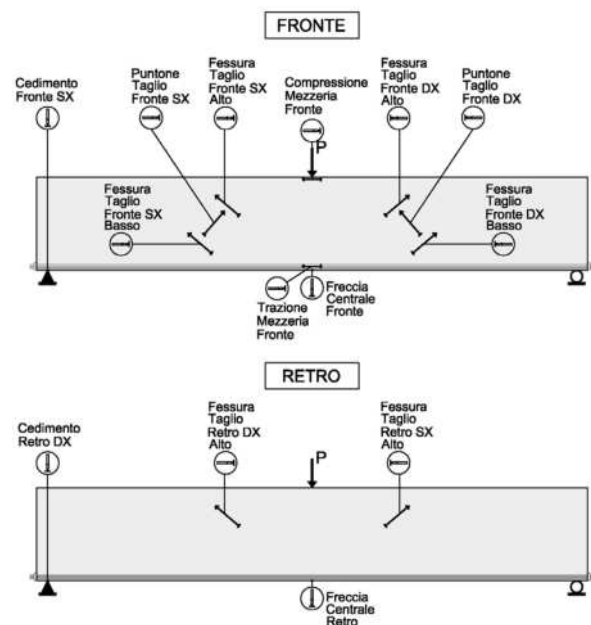 FRONTE
Cedimento
Fronte SX
Puntone
Taglio
Fronte SX
Fessura
Taglio
Fronte SX
Alto
Compressione
Mezzeria
Fronte
P
Fessura
Taglio
Fronte DX
Alto
Puntone
Taglio
Fronte DX
Fessura
Taglio
Fronte SX
Basso
Fessura
Taglio
Fronte DX
Basso
Trazione
Mezzeria
Fronte
Freccia
Centrale
Fronte
RETRO
Cedimento
Retro DX
Fessura
Taglio
Retro DX
Alto
P
Fessura
Taglio
Retro SX
Alto
Freccia
Centrale
Retro